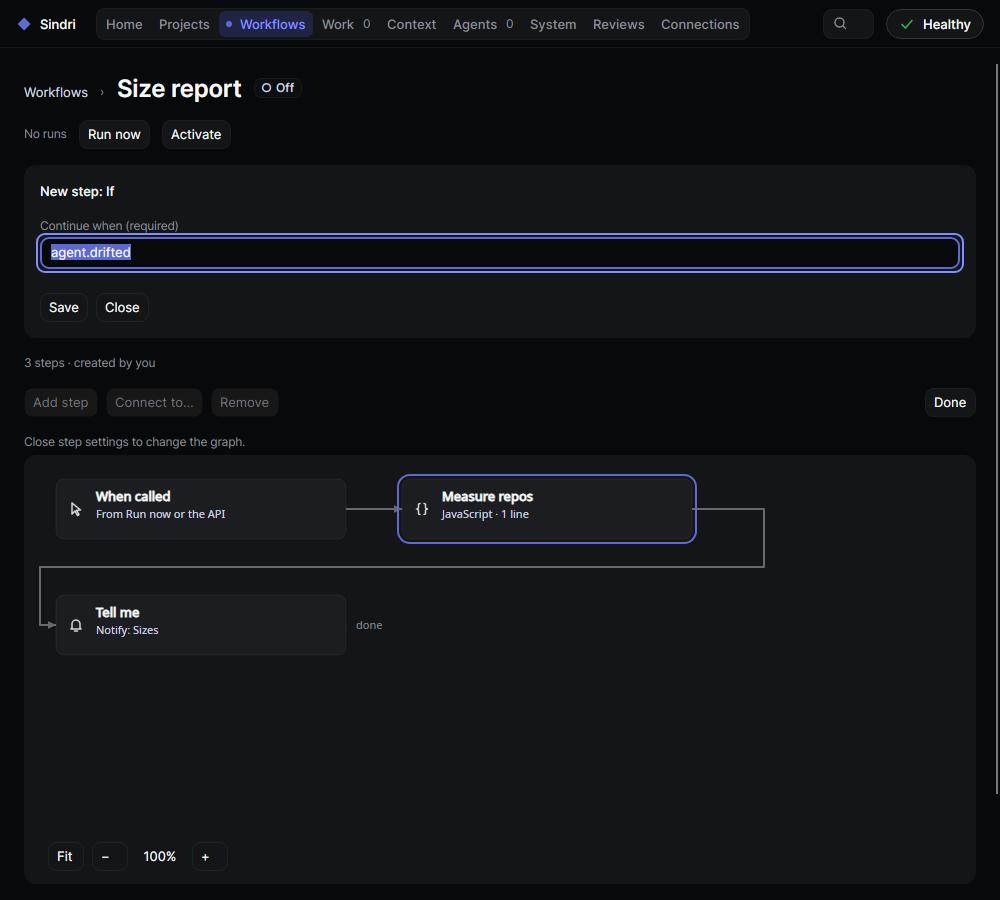 Sindri Home Projects Workflows Work 0 Context Agents 0 System Reviews Connections Healthy
Workflows › Size report Off
No runs Run now Activate
New step: If
Continue when (required)
agent.drifted
Save Close
3 steps · created by you
Add step Connect to... Remove Done
Close step settings to change the graph.
When called
From Run now or the API
{} Measure repos
JavaScript · 1 line
Tell me
Notify: Sizes
done
Fit − 100% +